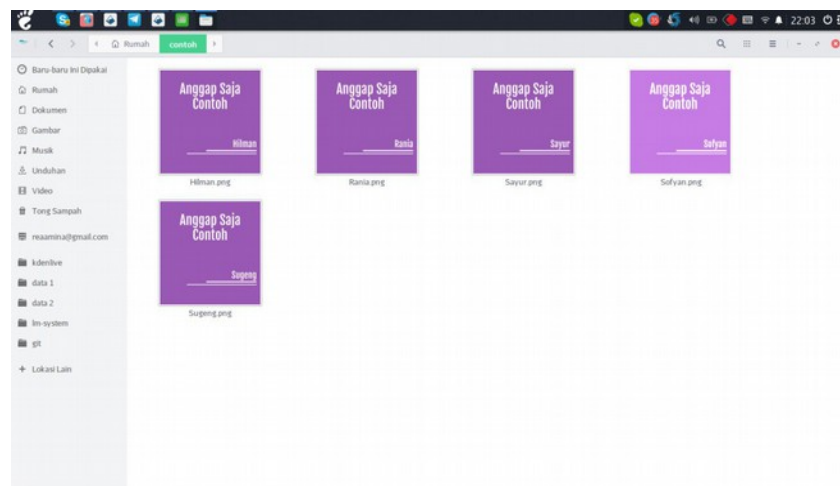 22:03
Rumah
contoh
Baru-baru Ini Dipakai
Rumah
Dokumen
Gambar
Musik
Unduhan
Video
Tong Sampah
reaamina@gmail.com
kdenlive
data 1
data 2
lm-system
git
Lokasi Lain
Anggap Saja
Contoh
Hilman
Hilman.png
Anggap Saja
Contoh
Rania
Rania.png
Anggap Saja
Contoh
Sayur
Sayur.png
Anggap Saja
Contoh
Sofyan
Sofyan.png
Anggap Saja
Contoh
Sugeng
Sugeng.png